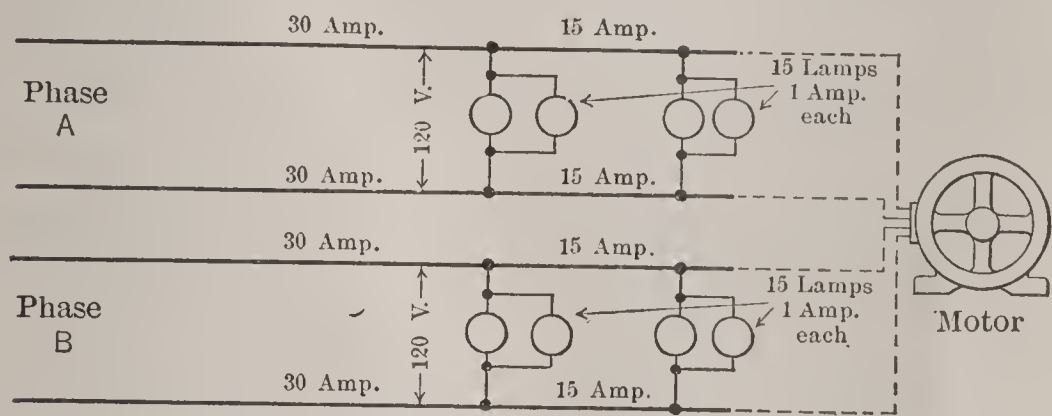 30 Amp. 15 Amp.
15 Lamps
1 Amp.
each
Phase
A
120 V.
30 Amp. 15 Amp.
30 Amp. 15 Amp.
15 Lamps
1 Amp.
each
Phase
B
120 V.
Motor
30 Amp. 15 Amp.